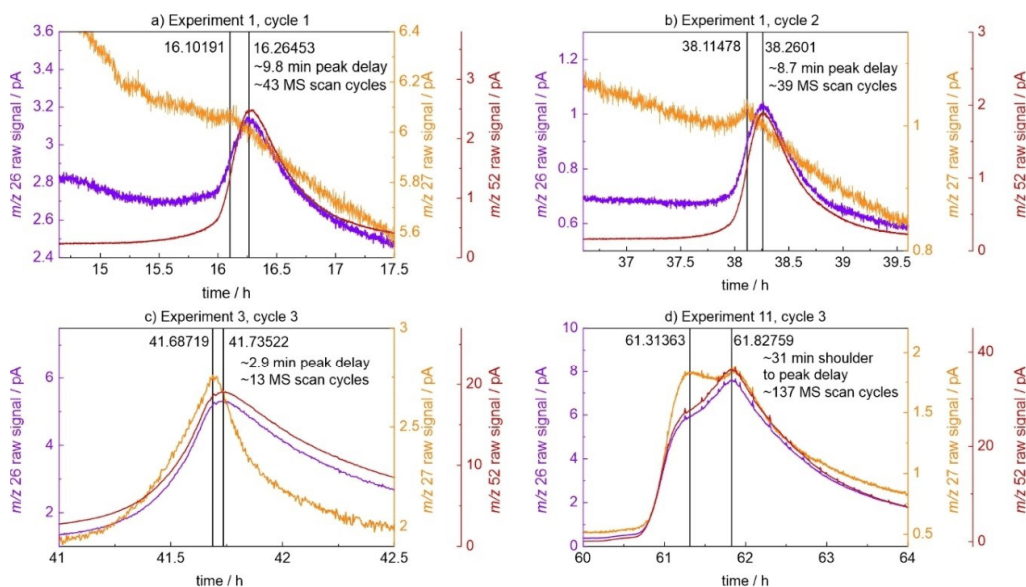 a) Experiment 1, cycle 1
16.10191
16.26453
~9.8 min peak delay
~43 MS scan cycles
m/z 26 raw signal / pA
3.6
3.4
3.2
3.0
2.8
2.6
2.4
15
15.5
16
16.5
17
17.5
time / h
6.4
6.2
6
5.8
5.6
m/z 27 raw signal / pA
3
2
1
0
m/z 52 raw signal / pA
b) Experiment 1, cycle 2
38.11478
38.2601
~8.7 min peak delay
~39 MS scan cycles
m/z 26 raw signal / pA
1.2
1.0
0.8
0.6
37
37.5
38
38.5
39
39.5
time / h
1
0.8
m/z 27 raw signal / pA
3
2
1
0
m/z 52 raw signal / pA
c) Experiment 3, cycle 3
41.68719
41.73522
~2.9 min peak delay
~13 MS scan cycles
m/z 26 raw signal / pA
6
4
2
41
41.5
42
42.5
time / h
3
2.5
2
m/z 27 raw signal / pA
20
10
0
m/z 52 raw signal / pA
d) Experiment 11, cycle 3
61.31363
61.82759
~31 min shoulder
to peak delay
~137 MS scan cycles
m/z 26 raw signal / pA
10
8
6
4
2
0
60
61
62
63
64
time / h
2
1.5
1
0.5
m/z 27 raw signal / pA
40
20
0
m/z 52 raw signal / pA